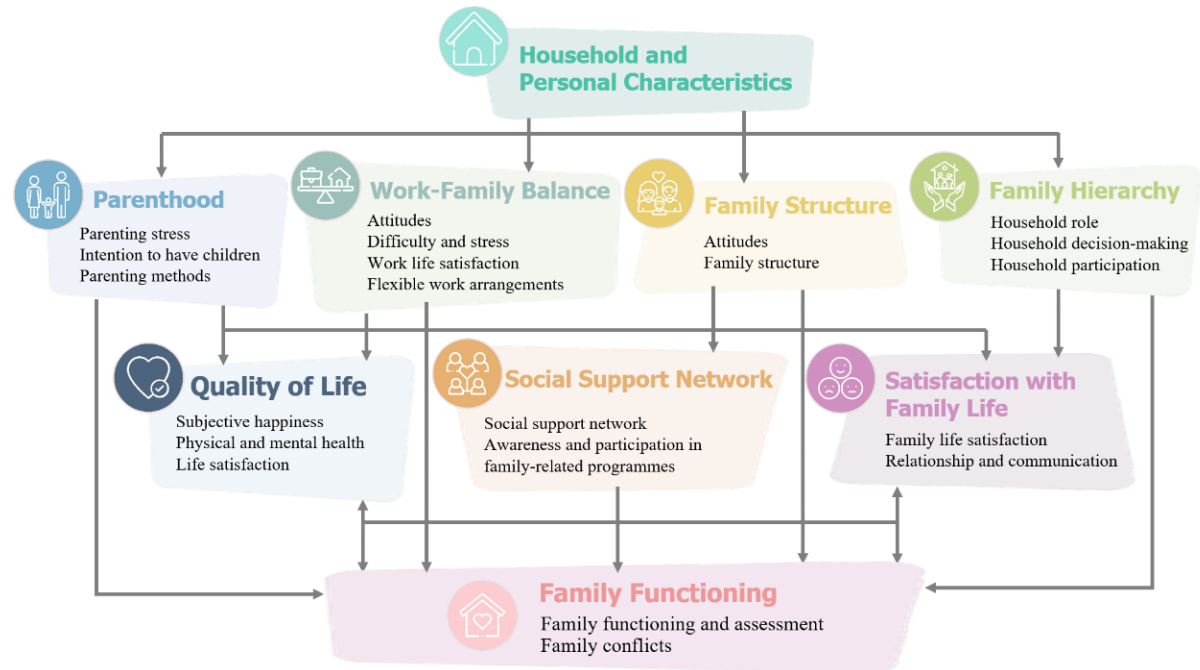 Household and
Personal Characteristics
Parenthood
Parenting stress
Intention to have children
Parenting methods
Work-Family Balance
Attitudes
Difficulty and stress
Work life satisfaction
Flexible work arrangements
Family Structure
Attitudes
Family structure
Family Hierarchy
Household role
Household decision-making
Household participation
Quality of Life
Subjective happiness
Physical and mental health
Life satisfaction
Social Support Network
Social support network
Awareness and participation in
family-related programmes
Satisfaction with
Family Life
Family life satisfaction
Relationship and communication
Family Functioning
Family functioning and assessment
Family conflicts